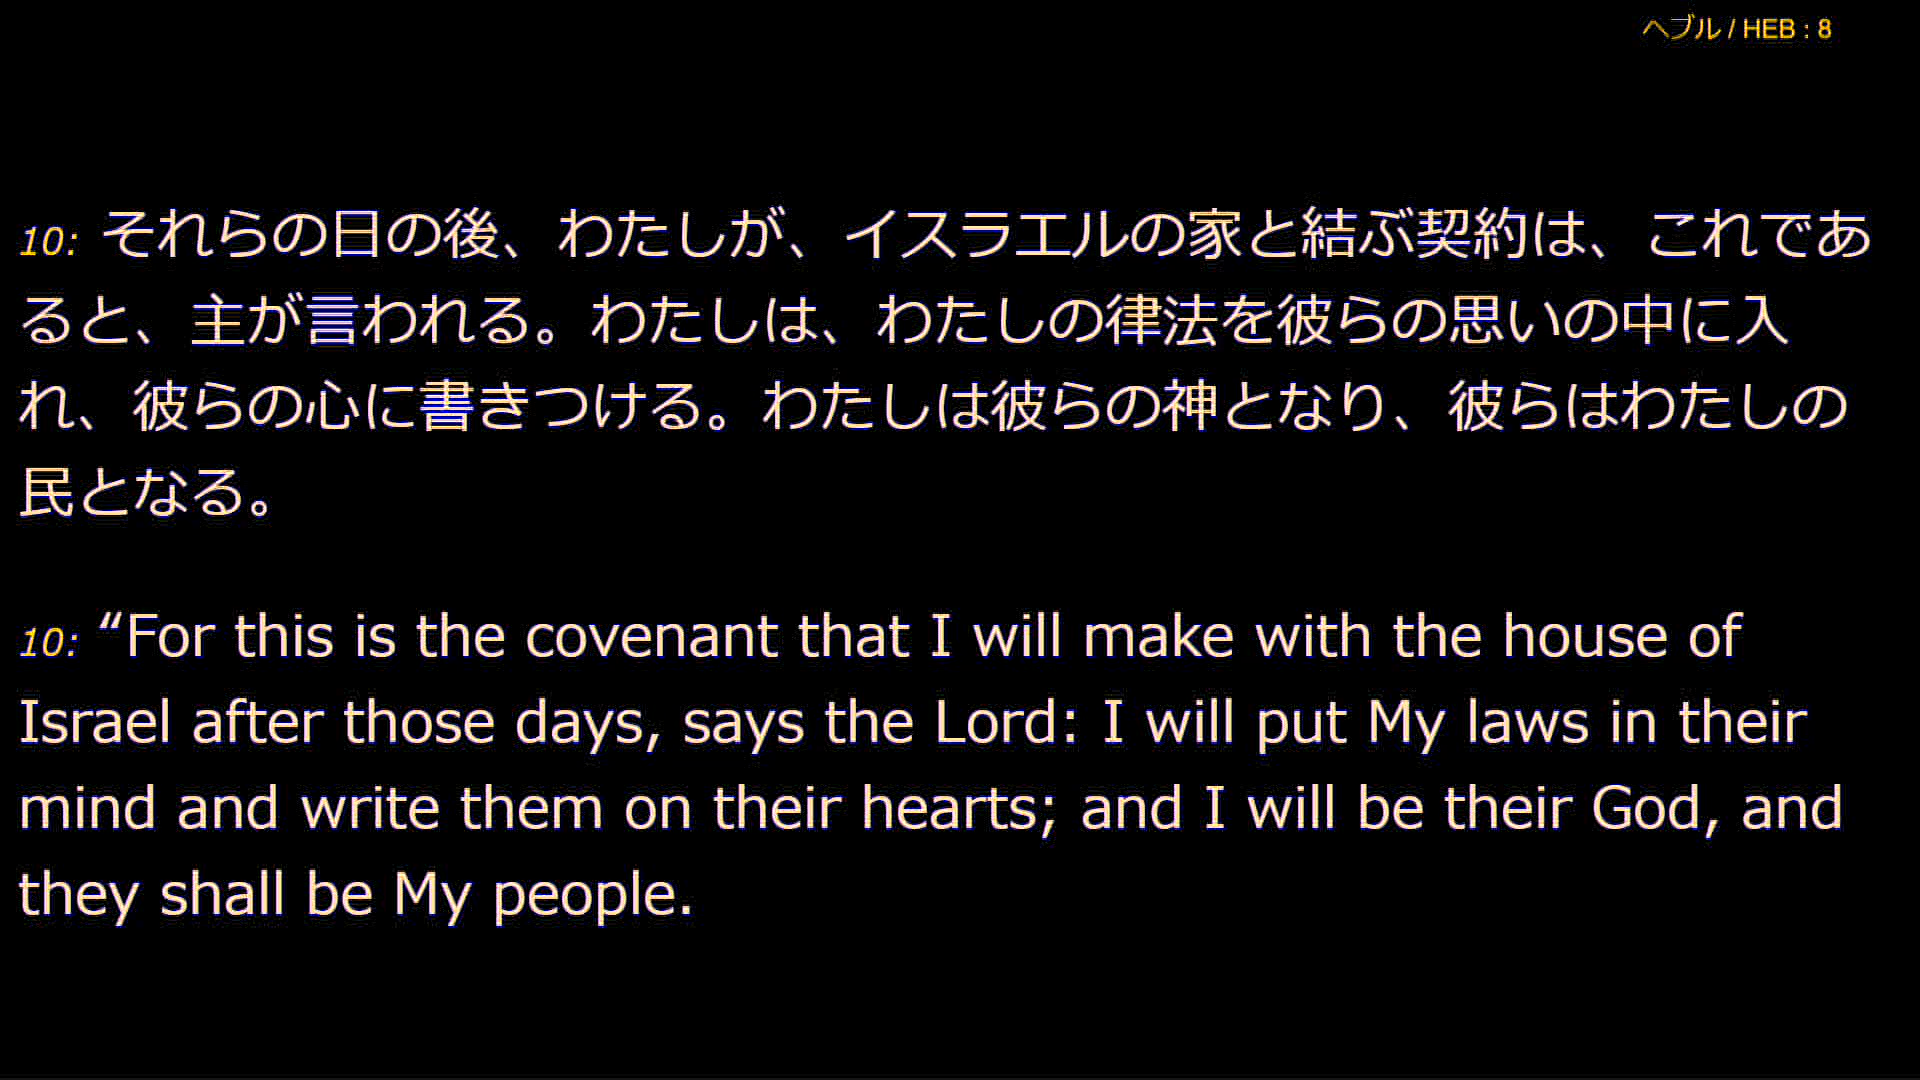 ヘブル / HEB : 8
10: それらの日の後、わたしが、イスラエルの家と結ぶ契約は、これであ
ると、主が言われる。わたしは、わたしの律法を彼らの思いの中に入
れ、彼らの心に書きつける。わたしは彼らの神となり、彼らはわたしの
民となる。
10: “For this is the covenant that I will make with the house of
Israel after those days, says the Lord: I will put My laws in their
mind and write them on their hearts; and I will be their God, and
they shall be My people.